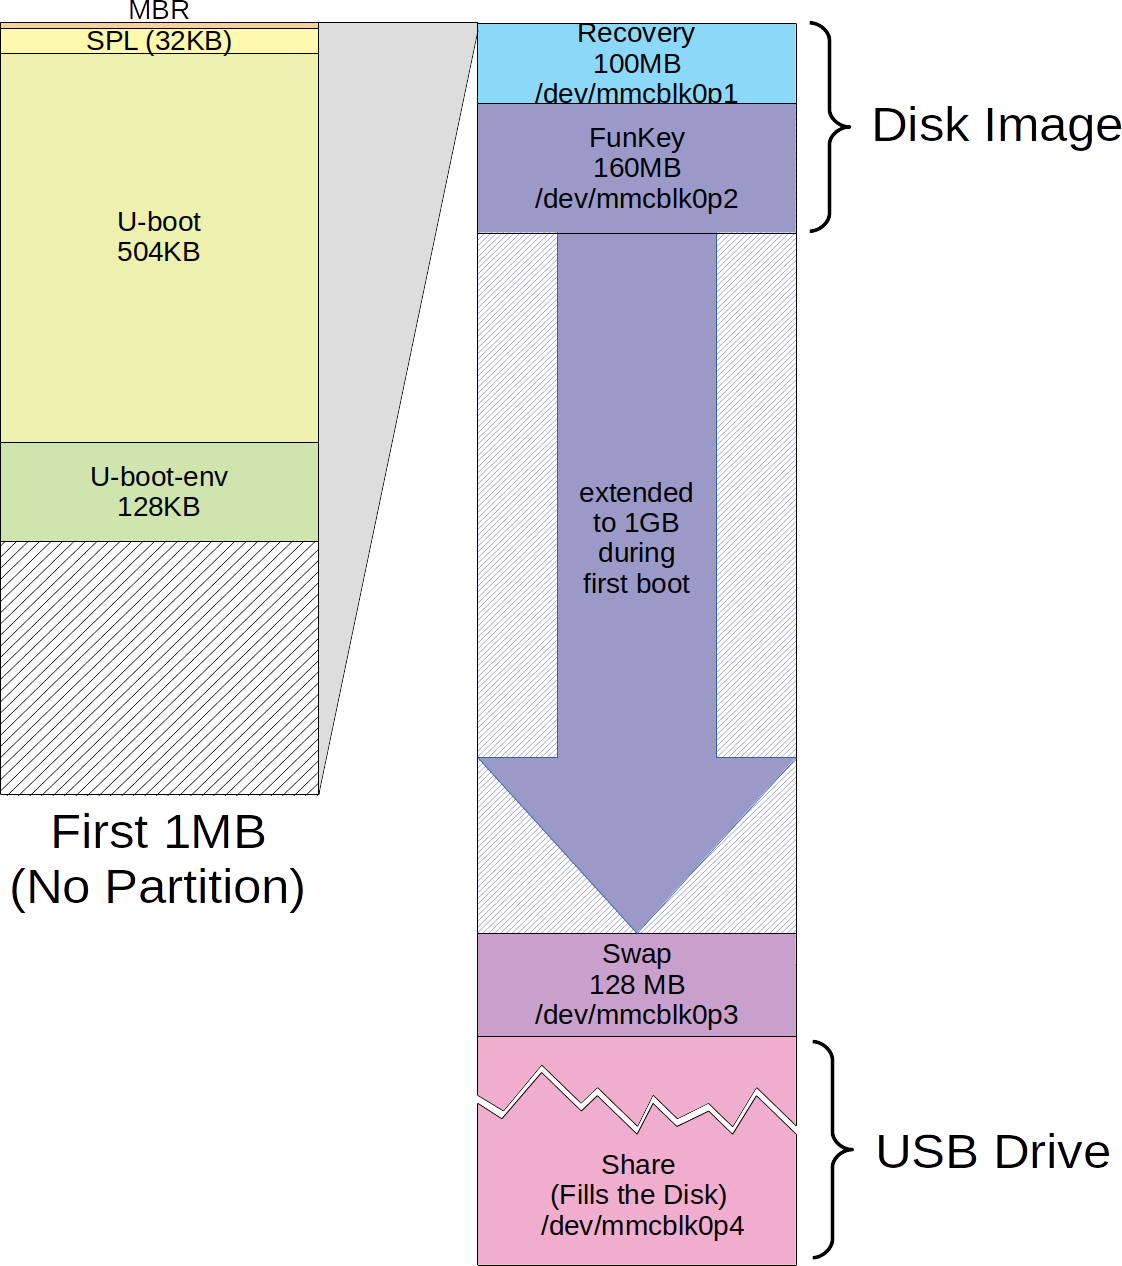 MBR
SPL (32KB)
U-boot
504KB
U-boot-env
128KB
First 1MB
(No Partition)
Recovery
100MB
/dev/mmcblk0p1
FunKey
160MB
/dev/mmcblk0p2
Disk Image
extended
to 1GB
during
first boot
Swap
128 MB
/dev/mmcblk0p3
Share
(Fills the Disk)
/dev/mmcblk0p4
USB Drive